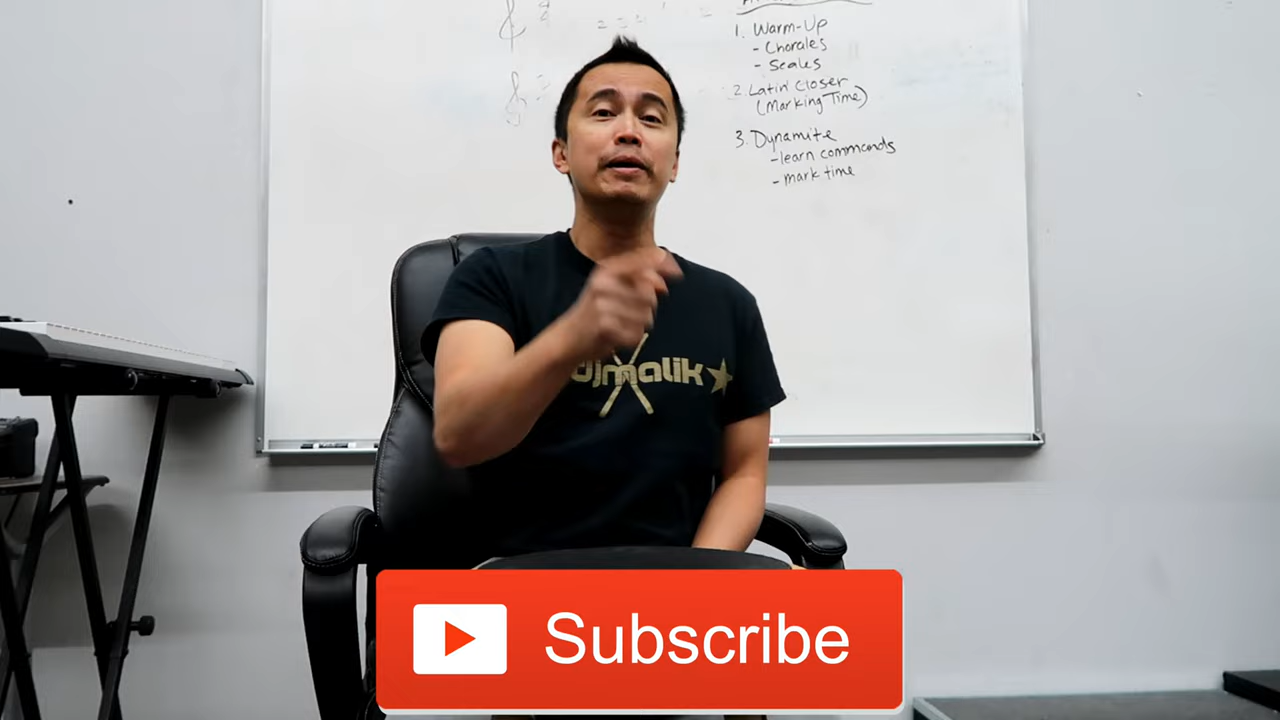 1. Warm-Up
- Chorales
- Scales
2. Latin Closer
(Marking Time)
3. Dynamite
- learn commands
- mark time
djmalik
Subscribe